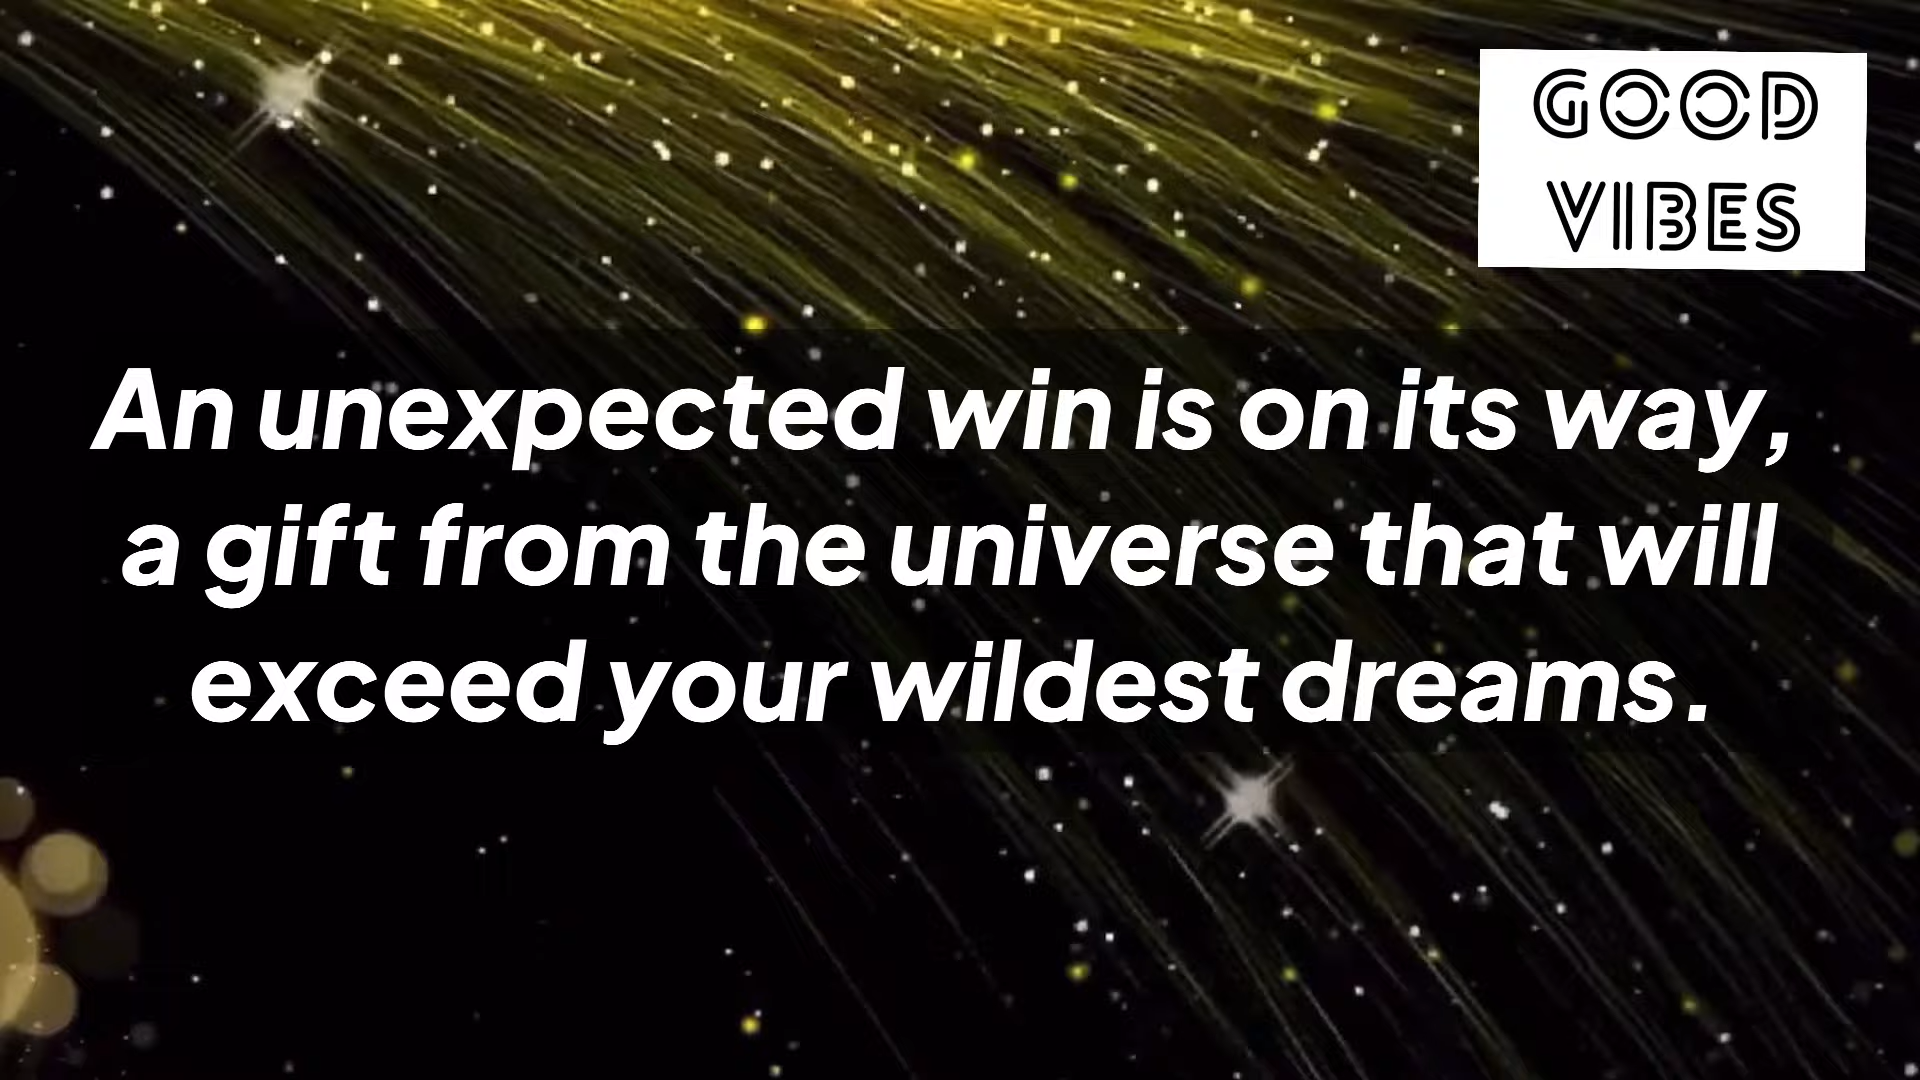 GOOD
VIBES
An unexpected win is on its way,
a gift from the universe that will
exceed your wildest dreams.